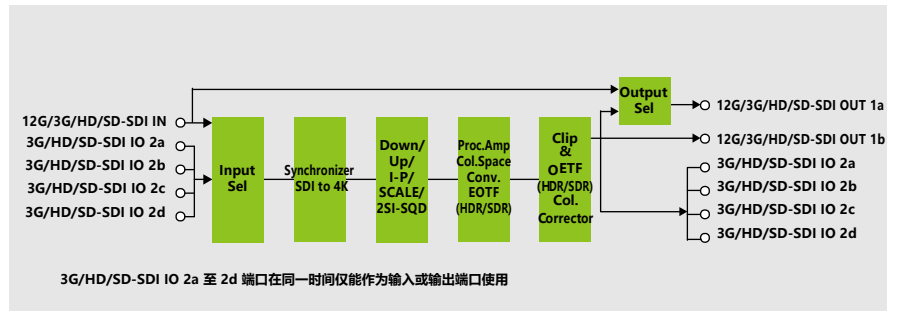 12G/3G/HD/SD-SDI IN
3G/HD/SD-SDI IO 2a
3G/HD/SD-SDI IO 2b
3G/HD/SD-SDI IO 2c
3G/HD/SD-SDI IO 2d
Input
Sel
Synchronizer
SDI to 4K
Down/
Up/
I-P/
SCALE/
2SI-SQD
Proc.Amp
Col.Space
Conv.
EOTF
(HDR/SDR)
Clip
&
OETF
(HDR/SDR)
Col.
Corrector
Output
Sel
12G/3G/HD/SD-SDI OUT 1a
12G/3G/HD/SD-SDI OUT 1b
3G/HD/SD-SDI IO 2a
3G/HD/SD-SDI IO 2b
3G/HD/SD-SDI IO 2c
3G/HD/SD-SDI IO 2d
3G/HD/SD-SDI IO 2a 至 2d 端口在同一时间仅能作为输入或输出端口使用